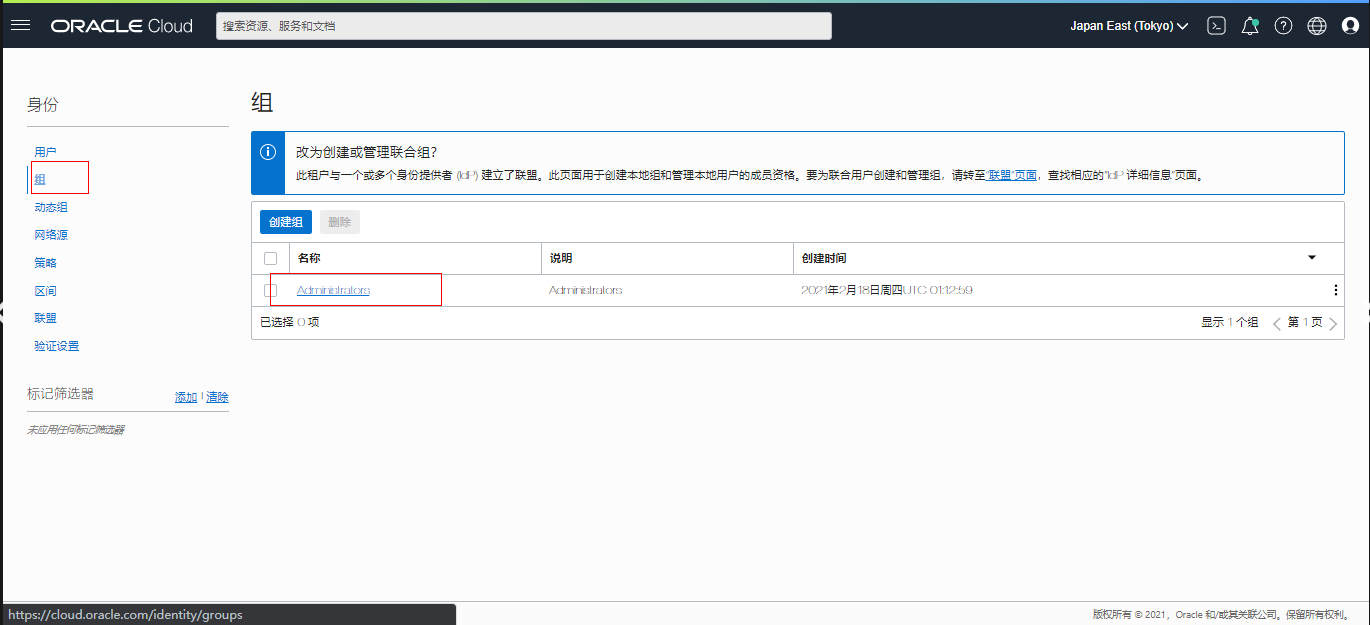 ORACLE Cloud
搜索资源、服务和文档
Japan East (Tokyo)
身份
用户
组
动态组
网络源
策略
区间
联盟
验证设置
标记筛选器
添加 | 清除
未应用任何标记筛选器
组
改为创建或管理联合组?
此租户与一个或多个身份提供者 (IdP) 建立了联盟。此页面用于创建本地组和管理本地用户的成员资格。要为联合用户创建和管理组，请转至"联盟"页面，查找相应的"IdP 详细信息"页面。
创建组 删除
名称 说明 创建时间
Administrators Administrators 2021年2月18日周四UTC 01:12:59
已选择 0 项 显示 1 个组 第 1 页
https://cloud.oracle.com/identity/groups
版权所有 © 2021，Oracle 和/或其关联公司。保留所有权利。